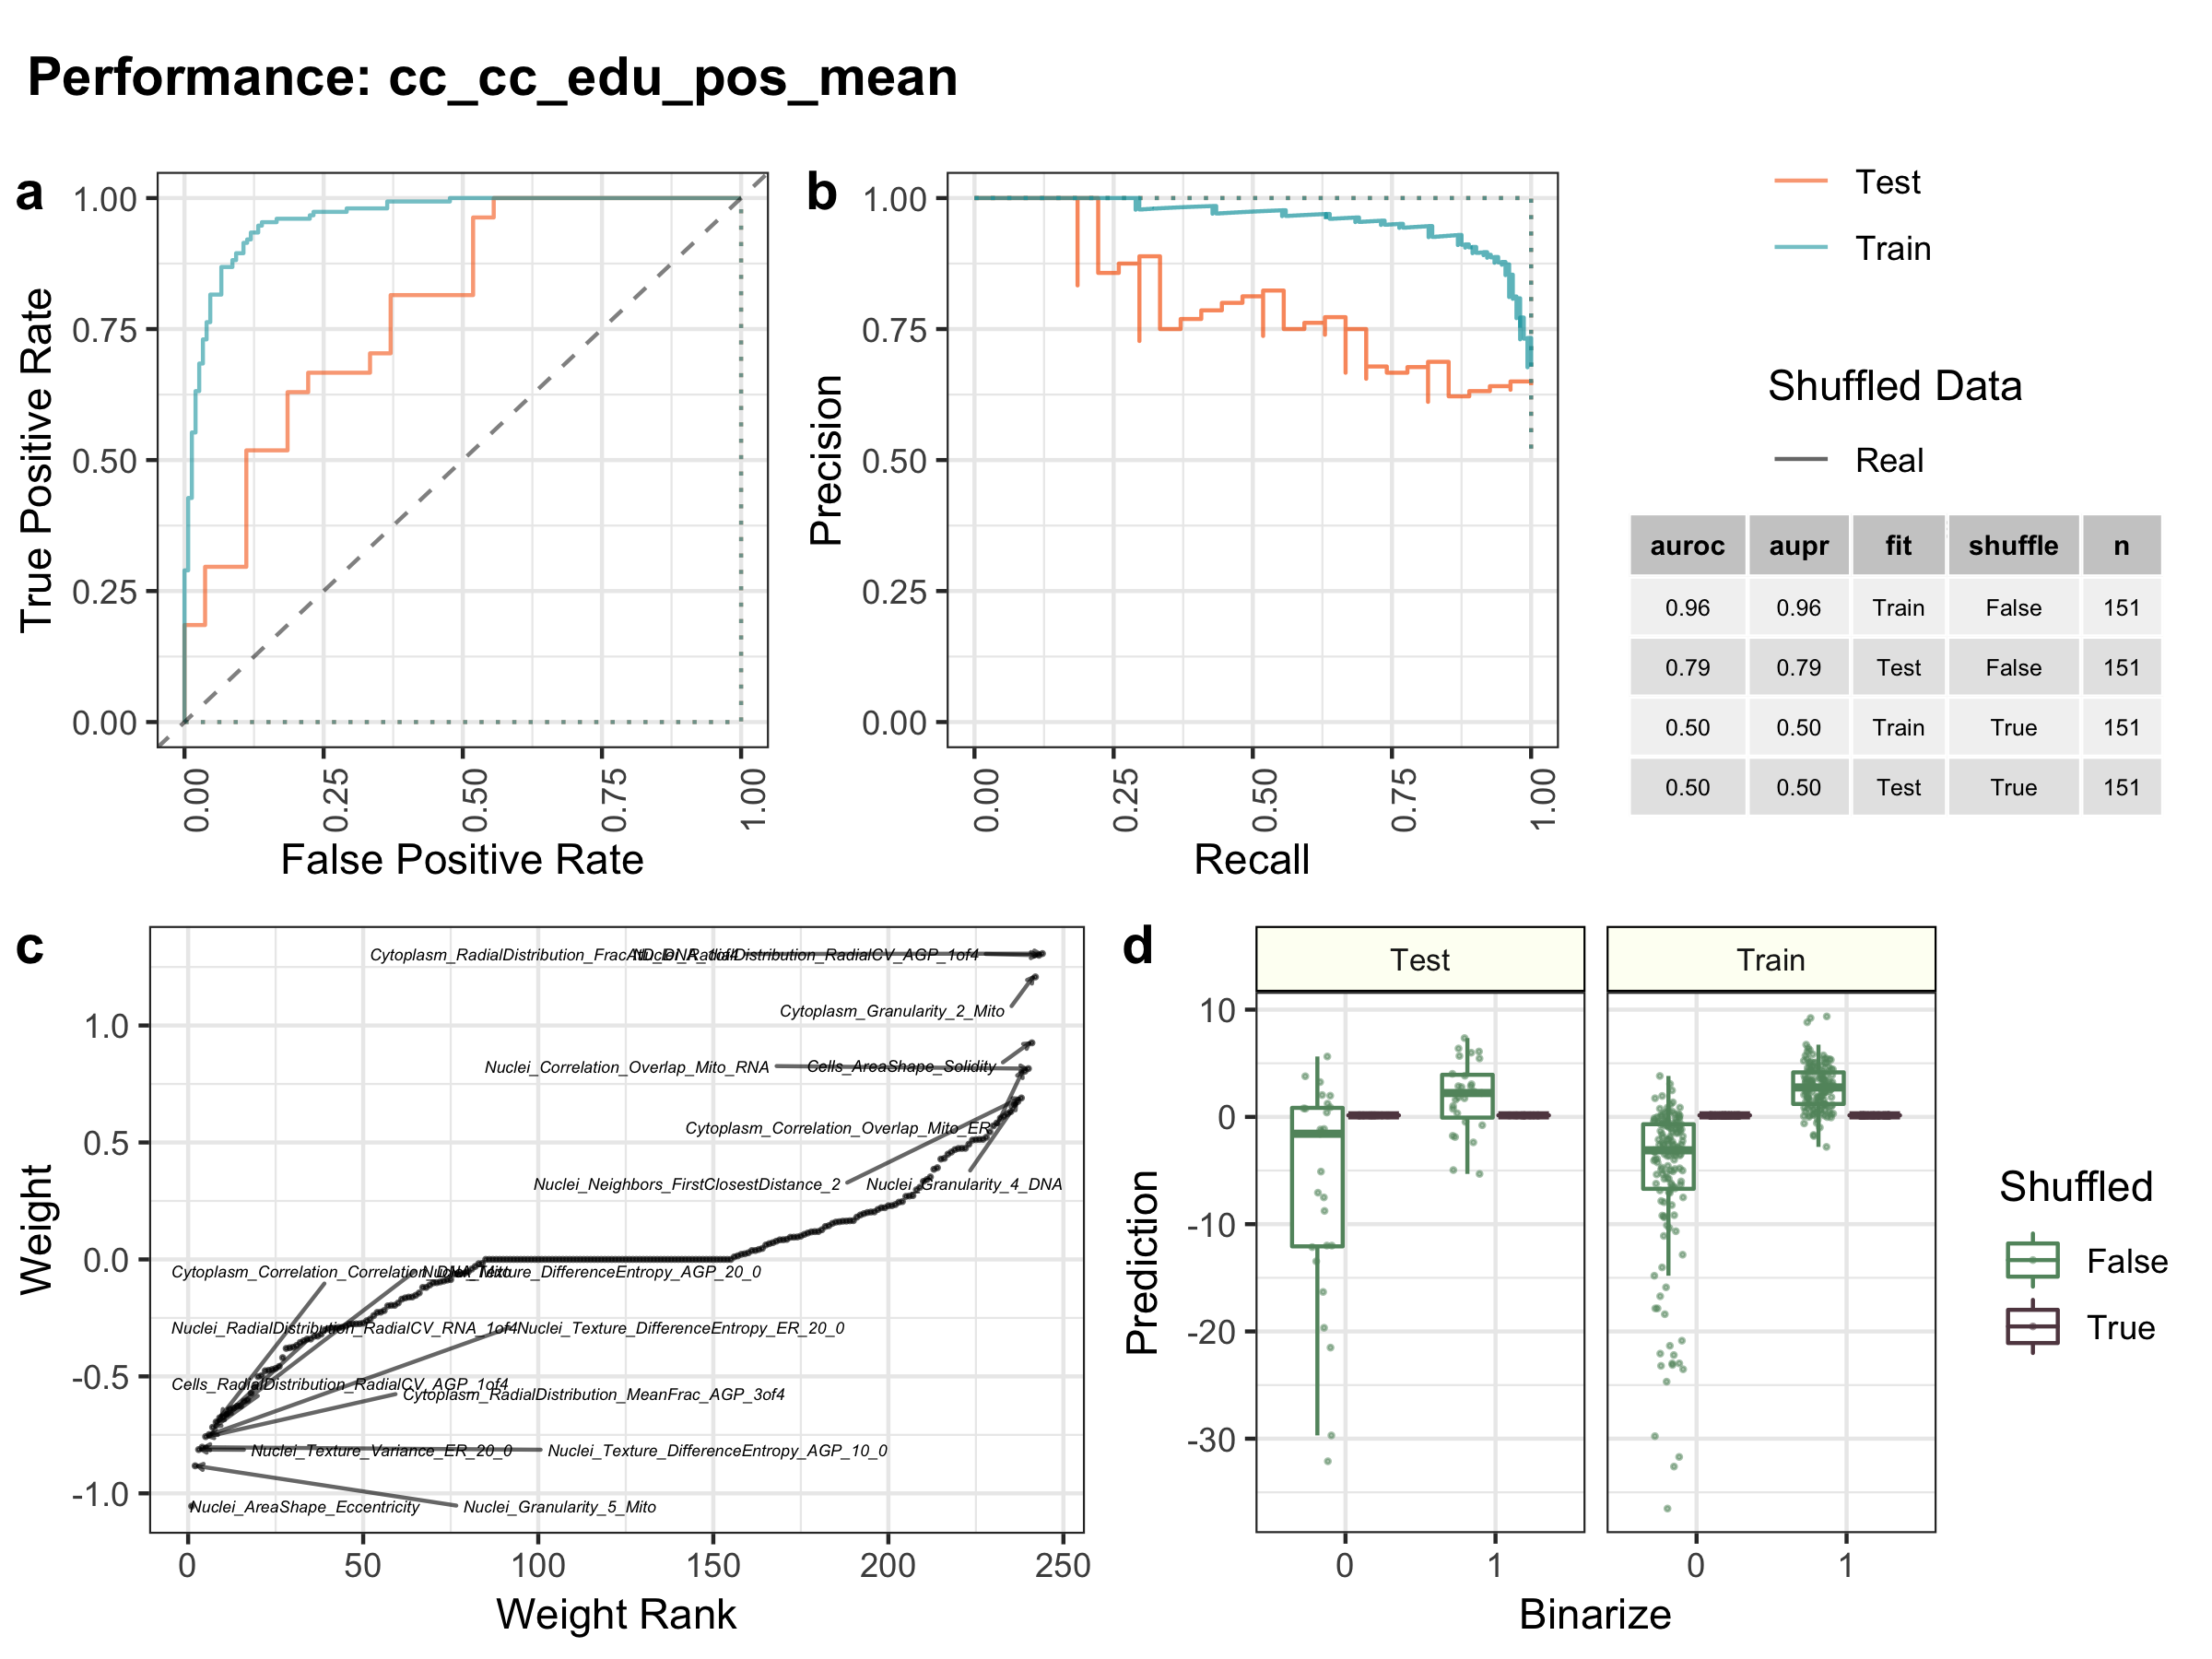 Performance: cc_cc_edu_pos_mean
a
True Positive Rate
1.00
0.75
0.50
0.25
0.00
0.00
0.25
0.50
0.75
1.00
False Positive Rate
b
Precision
1.00
0.75
0.50
0.25
0.00
0.00
0.25
0.50
0.75
1.00
Recall
Test
Train
Shuffled Data
Real
auroc aupr fit shuffle n
0.96 0.96 Train False 151
0.79 0.79 Test False 151
0.50 0.50 Train True 151
0.50 0.50 Test True 151
c
Weight
1.0
0.5
0.0
-0.5
-1.0
Cytoplasm_RadialDistribution_FracAtD_DNA_1of4
Nuclei_RadialDistribution_RadialCV_AGP_1of4
Cytoplasm_Granularity_2_Mito
Nuclei_Correlation_Overlap_Mito_RNA
Cells_AreaShape_Solidity
Cytoplasm_Correlation_Overlap_Mito_ER
Nuclei_Neighbors_FirstClosestDistance_2
Nuclei_Granularity_4_DNA
Cytoplasm_Correlation_Correlation_DNA_Mito
Nuclei_Texture_DifferenceEntropy_AGP_20_0
Nuclei_RadialDistribution_RadialCV_RNA_1of4
Nuclei_Texture_DifferenceEntropy_ER_20_0
Cells_RadialDistribution_RadialCV_AGP_1of4
Cytoplasm_RadialDistribution_MeanFrac_AGP_3of4
Nuclei_Texture_Variance_ER_20_0
Nuclei_Texture_DifferenceEntropy_AGP_10_0
Nuclei_AreaShape_Eccentricity
Nuclei_Granularity_5_Mito
0 50 100 150 200 250
Weight Rank
d
Test Train
Prediction
10
0
-10
-20
-30
0 1 0 1
Binarize
Shuffled
False
True